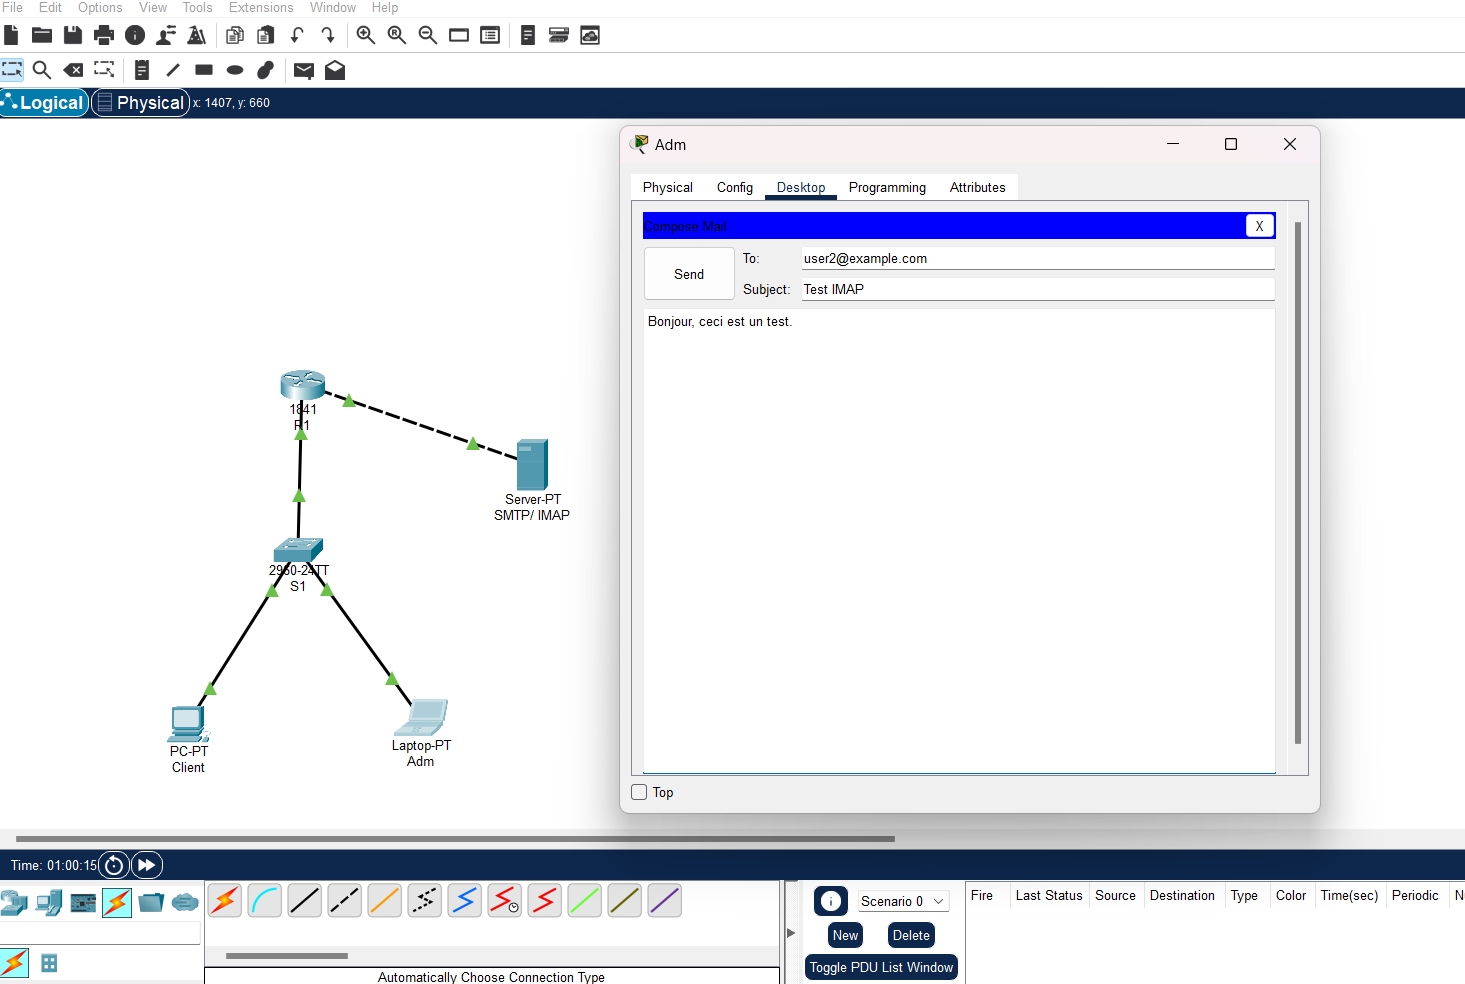 File Edit Options View Tools Extensions Window Help
Logical Physical x: 1407, y: 660
Adm
Physical Config Desktop Programming Attributes
Compose Mail X
Send
To: user2@example.com
Subject: Test IMAP
Bonjour, ceci est un test.
Top
1841
R1
Server-PT
SMTP/ IMAP
2950-24TT
S1
PC-PT
Client
Laptop-PT
Adm
Time: 01:00:15
Automatically Choose Connection Type
Scenario 0
New Delete
Toggle PDU List Window
Fire Last Status Source Destination Type Color Time(sec) Periodic N